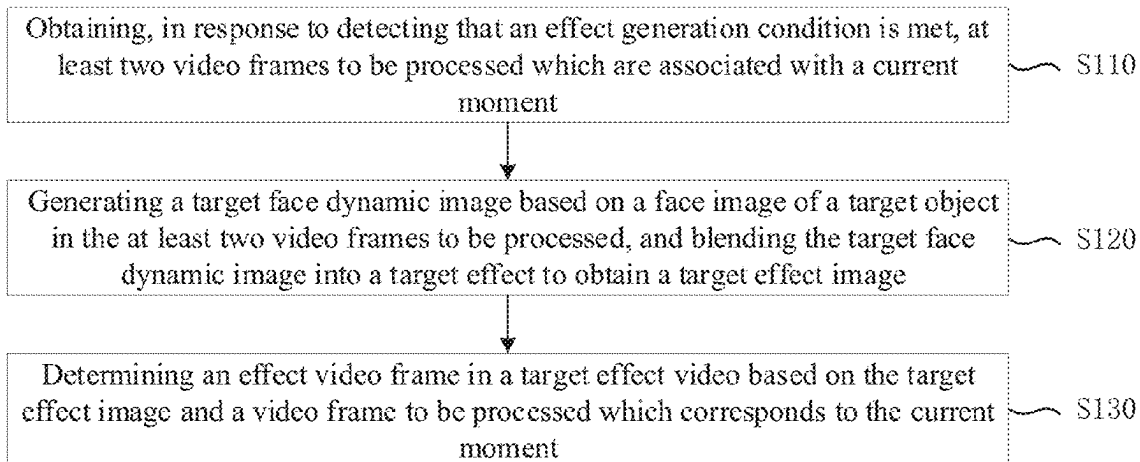 Obtaining, in response to detecting that an effect generation condition is met, at
least two video frames to be processed which are associated with a current
moment
S110
Generating a target face dynamic image based on a face image of a target object
in the at least two video frames to be processed, and blending the target face
dynamic image into a target effect to obtain a target effect image
S120
Determining an effect video frame in a target effect video based on the target
effect image and a video frame to be processed which corresponds to the current
moment
S130